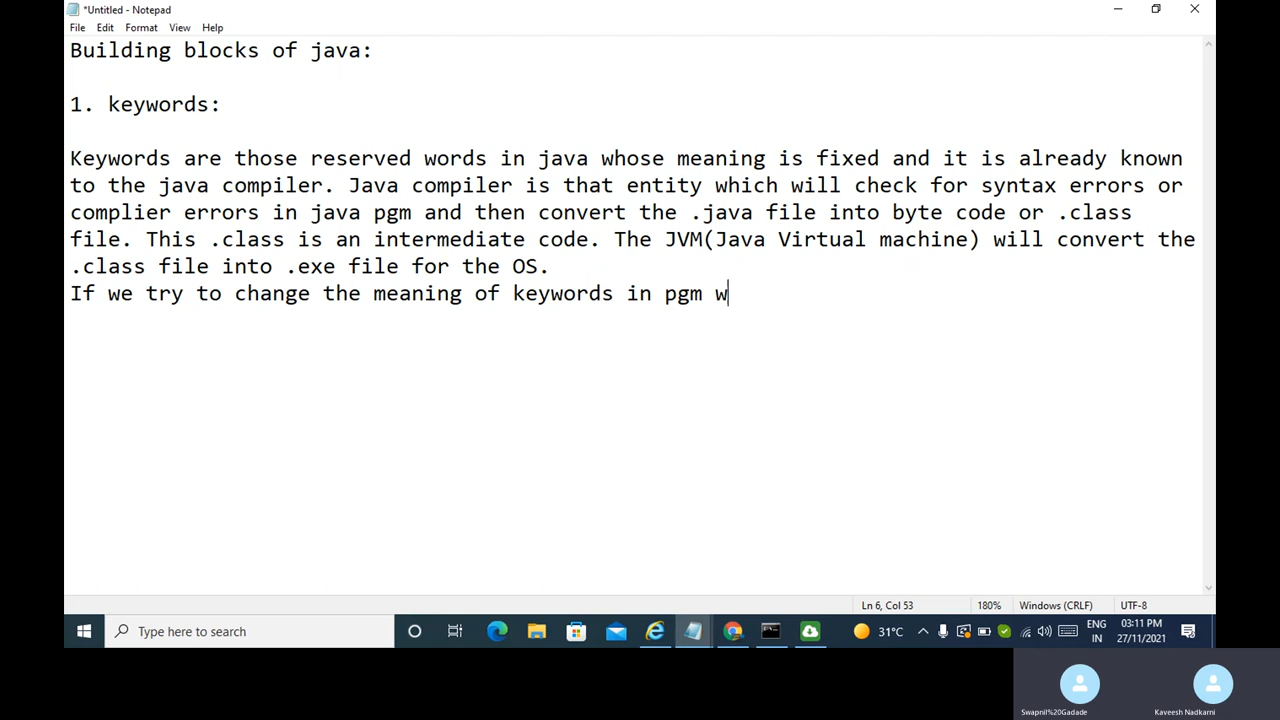 *Untitled - Notepad
File Edit Format View Help
Building blocks of java:
1. keywords:
Keywords are those reserved words in java whose meaning is fixed and it is already known
to the java compiler. Java compiler is that entity which will check for syntax errors or
complier errors in java pgm and then convert the .java file into byte code or .class
file. This .class is an intermediate code. The JVM(Java Virtual machine) will convert the
.class file into .exe file for the OS.
If we try to change the meaning of keywords in pgm w
Ln 6, Col 53 180% Windows (CRLF) UTF-8
Type here to search 31°C ENG 03:11 PM
IN 27/11/2021
Swapnil%20Gadade Kaveesh Nadkarni